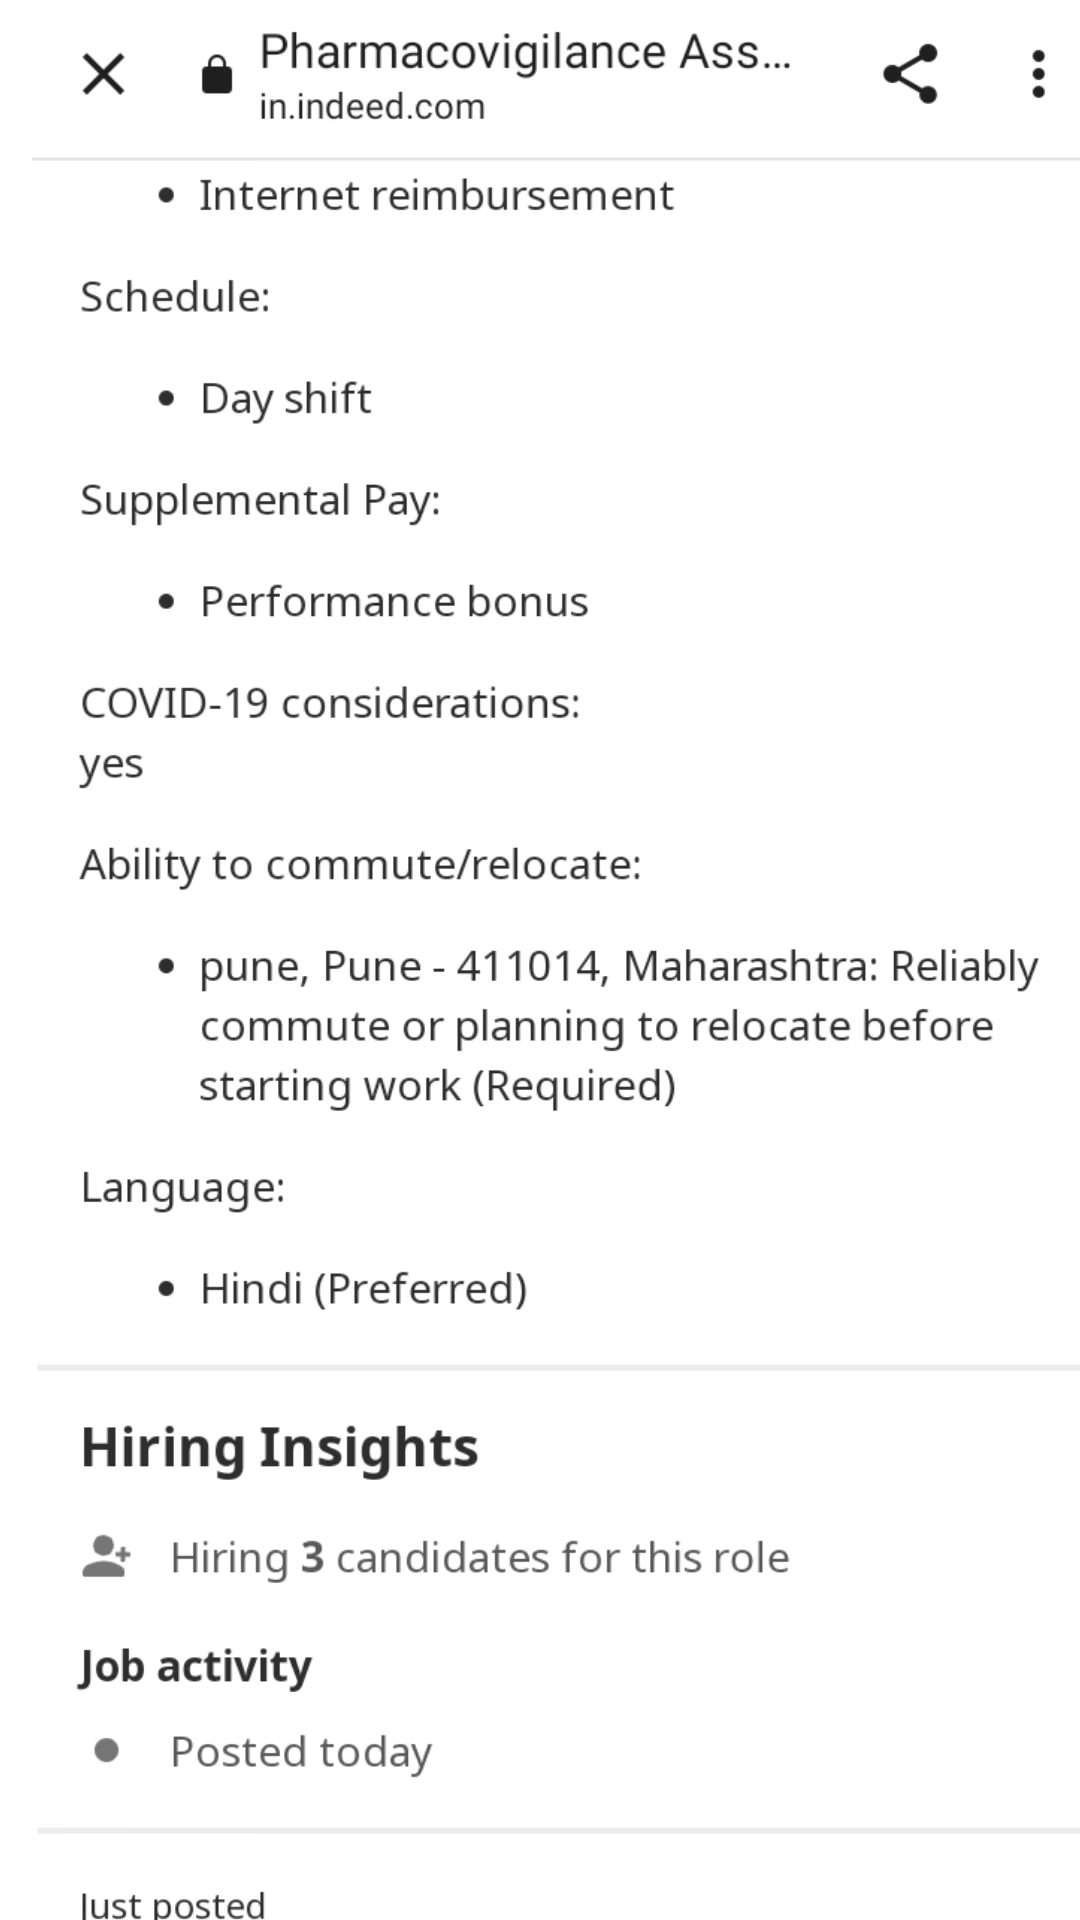 Pharmacovigilance Ass...
in.indeed.com
• Internet reimbursement
Schedule:
• Day shift
Supplemental Pay:
• Performance bonus
COVID-19 considerations:
yes
Ability to commute/relocate:
• pune, Pune - 411014, Maharashtra: Reliably
commute or planning to relocate before
starting work (Required)
Language:
• Hindi (Preferred)
Hiring Insights
Hiring 3 candidates for this role
Job activity
Posted today
Just posted